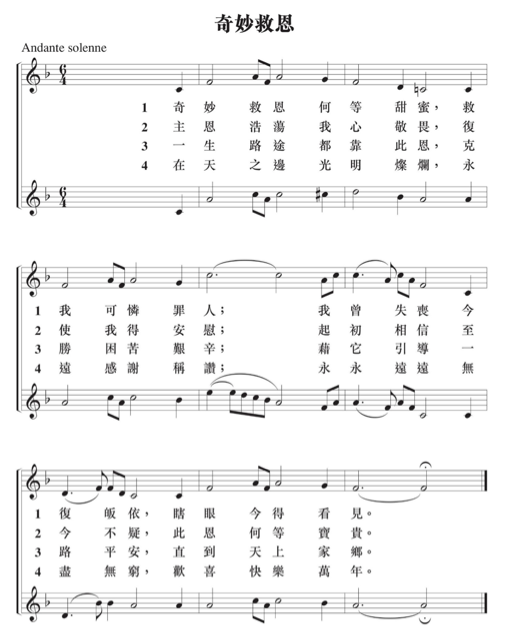 奇妙救恩
Andante solenne
1 奇妙救恩何等甜蜜，救
2 主恩浩蕩我心敬畏，復
3 一生路途都靠此恩，克
4 在天之邊光明燦爛，永
1 我可憐罪人；我曾失喪今
2 使我得安慰；起初相信至
3 勝困苦艱辛；藉它引導一
4 遠感謝稱讚；永永遠遠無
1 復皈依，瞎眼今得看見。
2 今不疑，此恩何等寶貴。
3 路平安，直到天上家鄉。
4 盡無窮，歡喜快樂萬年。